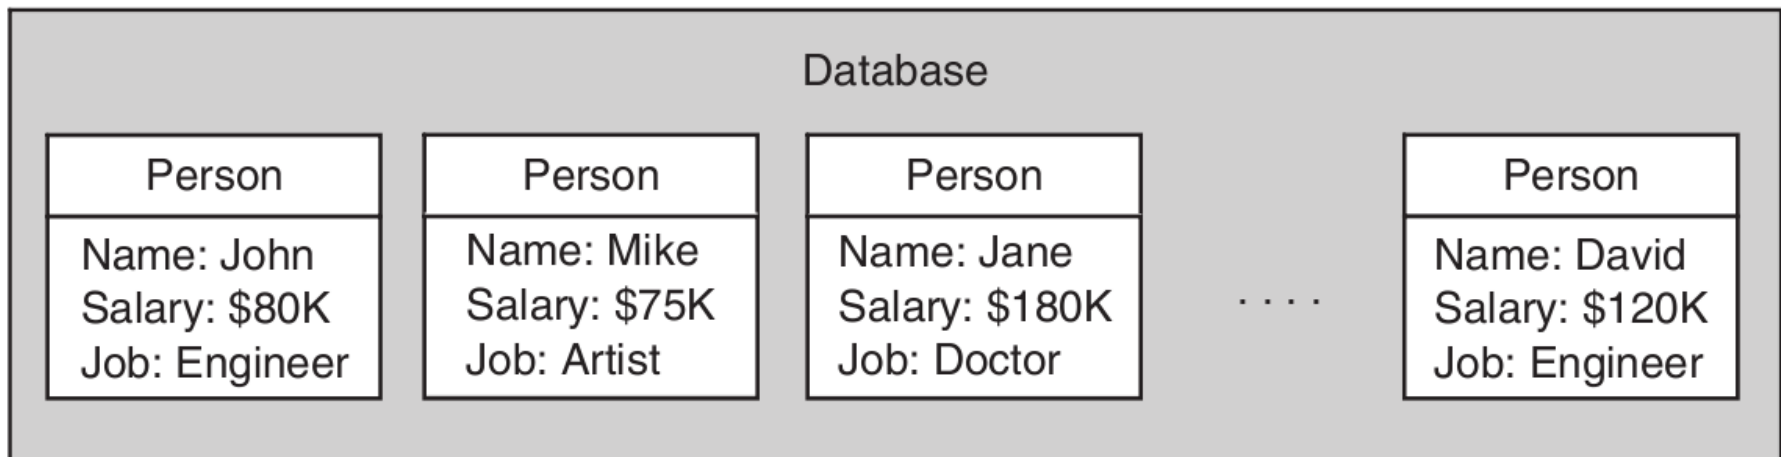 Database
Person
Name: John
Salary: $80K
Job: Engineer
Person
Name: Mike
Salary: $75K
Job: Artist
Person
Name: Jane
Salary: $180K
Job: Doctor
. . . .
Person
Name: David
Salary: $120K
Job: Engineer